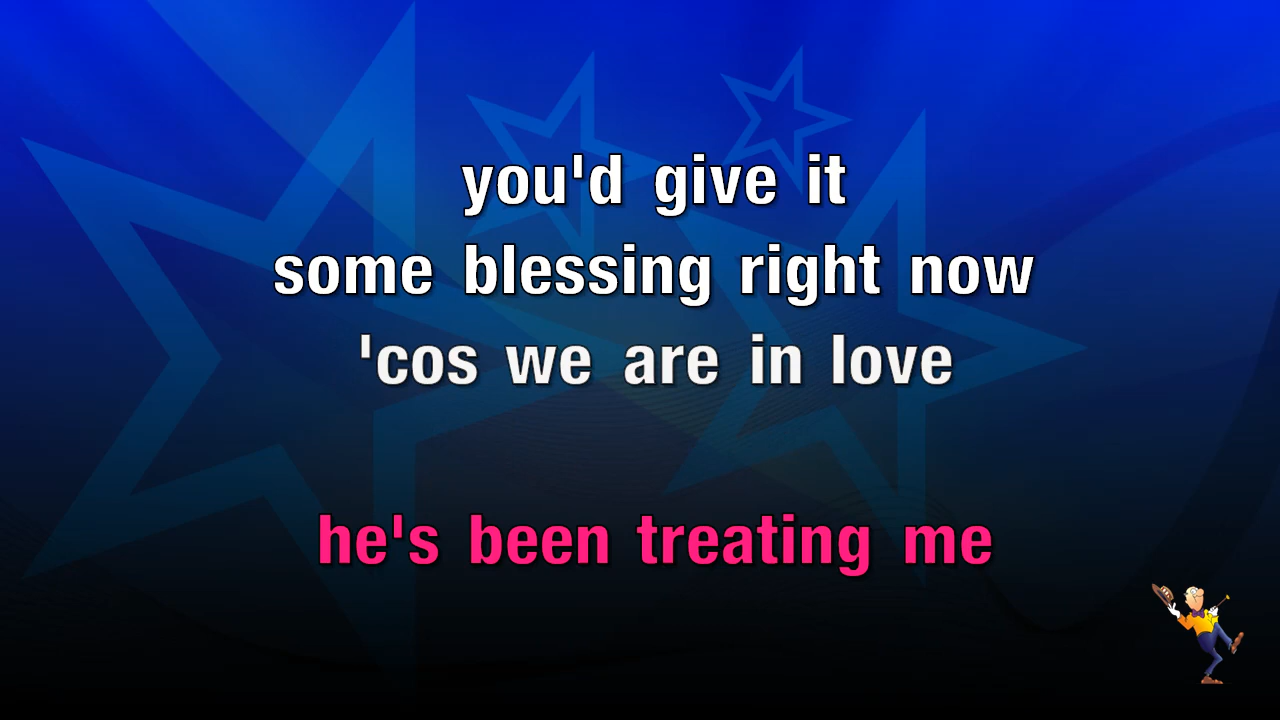 you'd give it
some blessing right now
'cos we are in love
he's been treating me